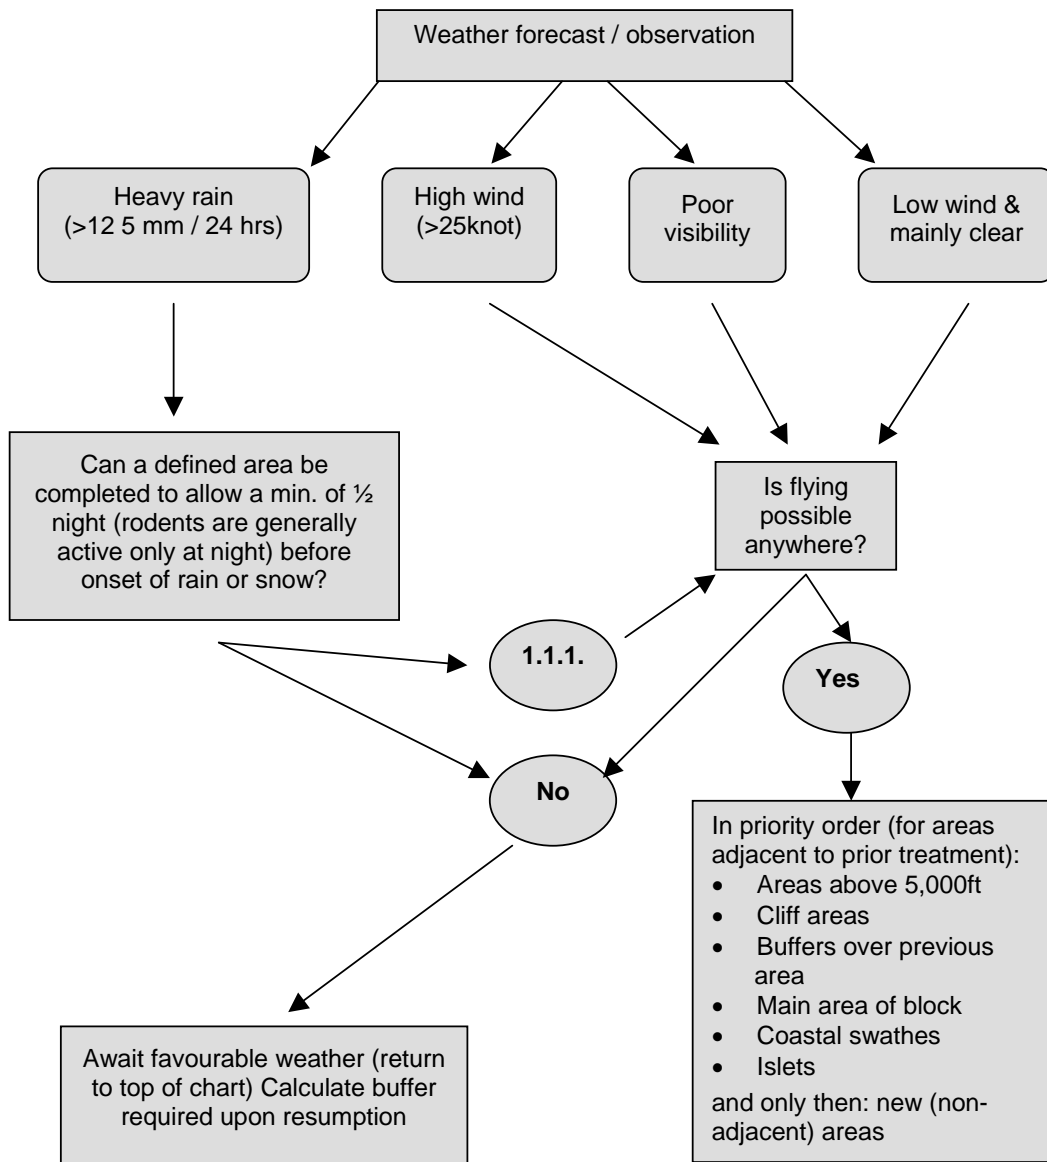 Weather forecast / observation
Heavy rain
(>12 5 mm / 24 hrs)
High wind
(>25knot)
Poor
visibility
Low wind &
mainly clear
Can a defined area be
completed to allow a min. of ½
night (rodents are generally
active only at night) before
onset of rain or snow?
Is flying
possible
anywhere?
1.1.1.
Yes
No
In priority order (for areas
adjacent to prior treatment):
• Areas above 5,000ft
• Cliff areas
• Buffers over previous
area
• Main area of block
• Coastal swathes
• Islets
and only then: new (non-
adjacent) areas
Await favourable weather (return
to top of chart) Calculate buffer
required upon resumption